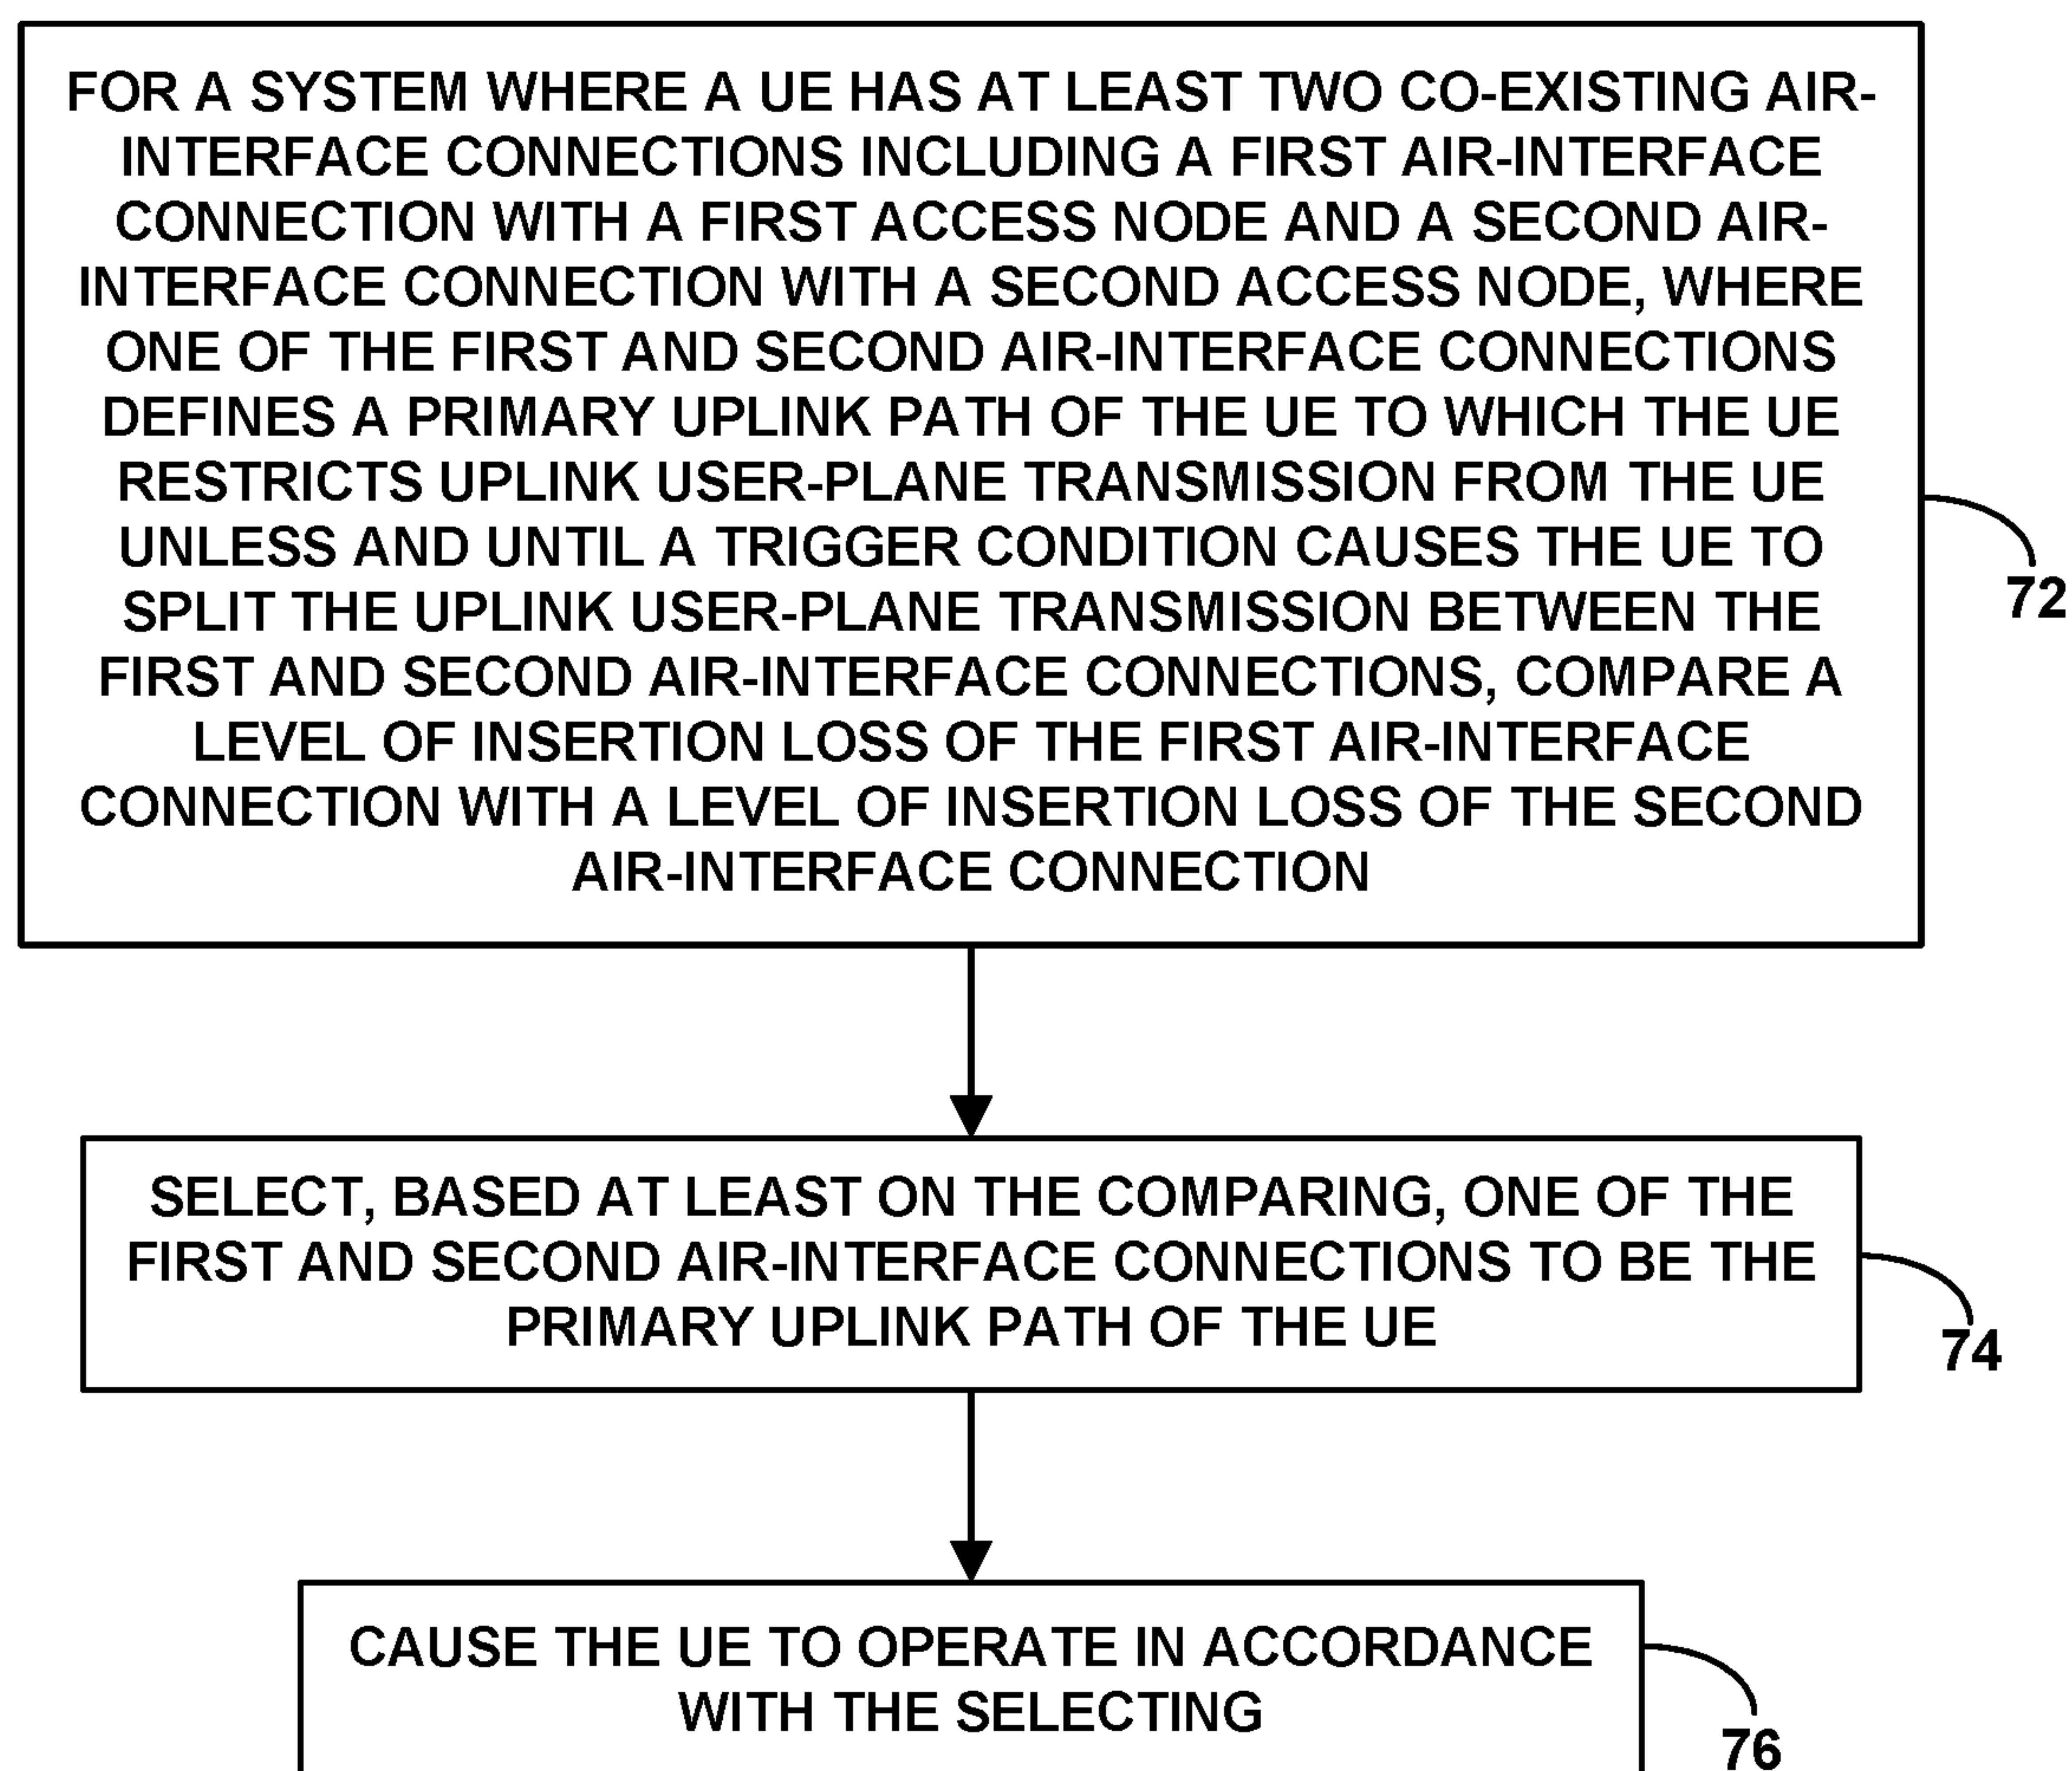 FOR A SYSTEM WHERE A UE HAS AT LEAST TWO CO-EXISTING AIR-
INTERFACE CONNECTIONS INCLUDING A FIRST AIR-INTERFACE
CONNECTION WITH A FIRST ACCESS NODE AND A SECOND AIR-
INTERFACE CONNECTION WITH A SECOND ACCESS NODE, WHERE
ONE OF THE FIRST AND SECOND AIR-INTERFACE CONNECTIONS
DEFINES A PRIMARY UPLINK PATH OF THE UE TO WHICH THE UE
RESTRICTS UPLINK USER-PLANE TRANSMISSION FROM THE UE
UNLESS AND UNTIL A TRIGGER CONDITION CAUSES THE UE TO
SPLIT THE UPLINK USER-PLANE TRANSMISSION BETWEEN THE
FIRST AND SECOND AIR-INTERFACE CONNECTIONS, COMPARE A
LEVEL OF INSERTION LOSS OF THE FIRST AIR-INTERFACE
CONNECTION WITH A LEVEL OF INSERTION LOSS OF THE SECOND
AIR-INTERFACE CONNECTION
72
SELECT, BASED AT LEAST ON THE COMPARING, ONE OF THE
FIRST AND SECOND AIR-INTERFACE CONNECTIONS TO BE THE
PRIMARY UPLINK PATH OF THE UE
74
CAUSE THE UE TO OPERATE IN ACCORDANCE
WITH THE SELECTING
76